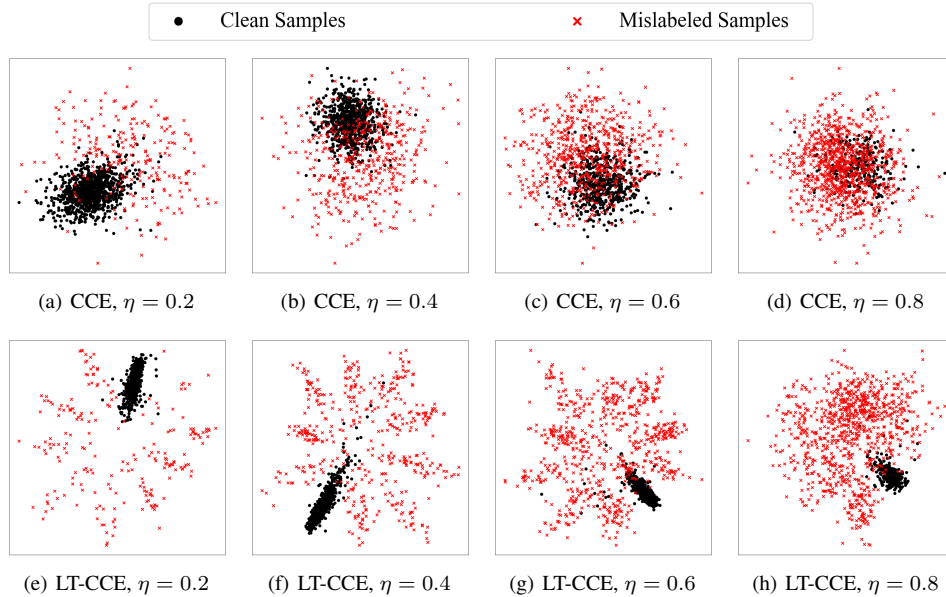 Clean Samples Mislabeled Samples
(a) CCE, η = 0.2 (b) CCE, η = 0.4 (c) CCE, η = 0.6 (d) CCE, η = 0.8
(e) LT-CCE, η = 0.2 (f) LT-CCE, η = 0.4 (g) LT-CCE, η = 0.6 (h) LT-CCE, η = 0.8